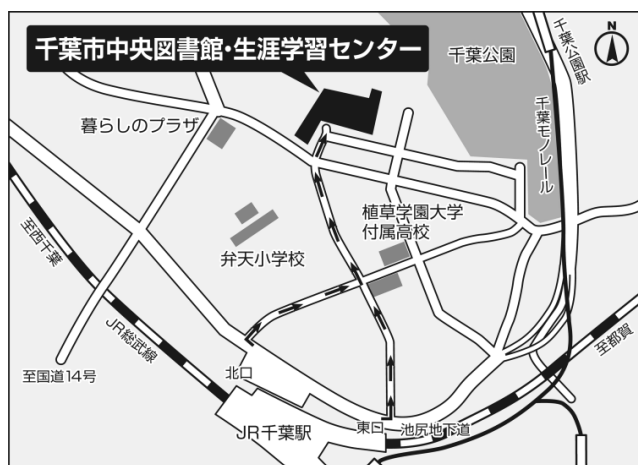 千葉市中央図書館・生涯学習センター
N
千葉公園
千葉公園駅
千葉モノレール
暮らしのプラザ
植草学園大学
付属高校
弁天小学校
至西千葉
JR総武線
至国道14号
北口
至都賀
東口
池尻地下道
JR千葉駅